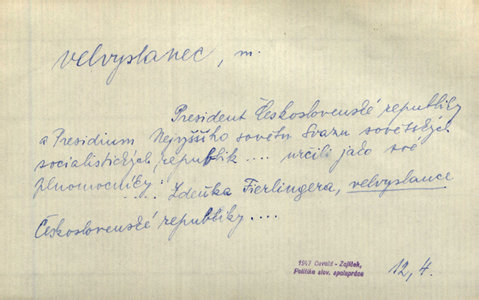 velvyslanec, m.
President Československé republiky
a Presidium Nejvyššího sovětu Svazu sovětských
socialistických republik .... určili jako své
plnomocníky:
..... Zdeňka Fierlingera, velvyslance
Československé republiky ....
1947 Osvald - Zajíček,
Politika slov. spolupráce
12, 4.